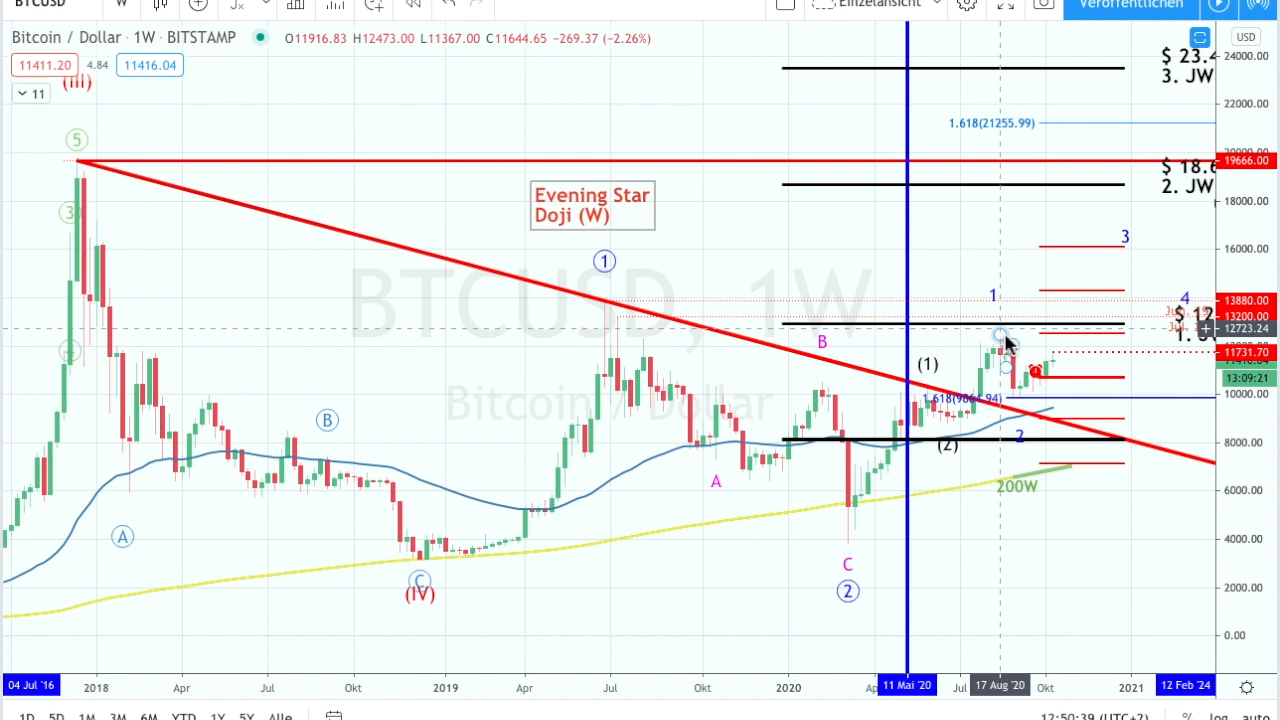 BTCUSD
W
Einzelansicht
Veröffentlichen
Bitcoin / Dollar · 1W · BITSTAMP
O11916.83 H12473.00 L11367.00 C11644.65 -269.37 (-2.26%)
USD
11411.20
4.84
11416.04
(III)
11
$ 23.4
3. JW
24000.00
22000.00
1.618(21255.99)
5
20000.00
19666.00
$ 18.6
2. JW
18000.00
Evening Star
Doji (W)
3
3
16000.00
1
BTCUSD, 1W
Bitcoin / Dollar
1
4
13880.00
$ 12
13200.00
12723.24
B
4
(1)
11731.70
13:09:21
10000.00
1.618(9864.94)
B
2
(2)
8000.00
A
200W
6000.00
A
4000.00
C
C
(IV)
2
2000.00
0.00
04 Jul '16
2018
Apr
Jul
Okt
2019
Apr
Jul
Okt
2020
11 Mai '20
Jul
17 Aug '20
Okt
2021
12 Feb '24
1D 5D 1M 3M 6M YTD 1Y 5Y Alle
12:50:39 (UTC+2)
%
log
auto